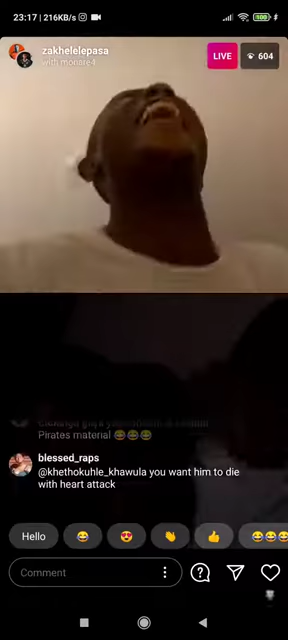 23:17 | 216KB/s
zakhelelepasa
with moriare4
LIVE
604
Pirates material 😂😂😂
blessed_raps
@khethokuhle_khawula you want him to die
with heart attack
Hello
😂
😍
👏
👍
😂😂😂
Comment